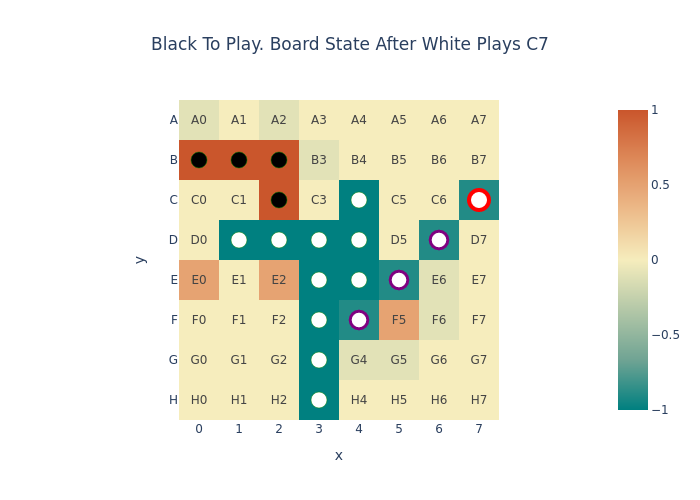 Black To Play. Board State After White Plays C7
A A0 A1 A2 A3 A4 A5 A6 A7
B B3 B4 B5 B6 B7
C C0 C1 C3 C5 C6
D D0 D5 D7
E E0 E1 E2 E6 E7
F F0 F1 F2 F5 F6 F7
G G0 G1 G2 G4 G5 G6 G7
H H0 H1 H2 H4 H5 H6 H7
0 1 2 3 4 5 6 7
x
y
1
0.5
0
−0.5
−1